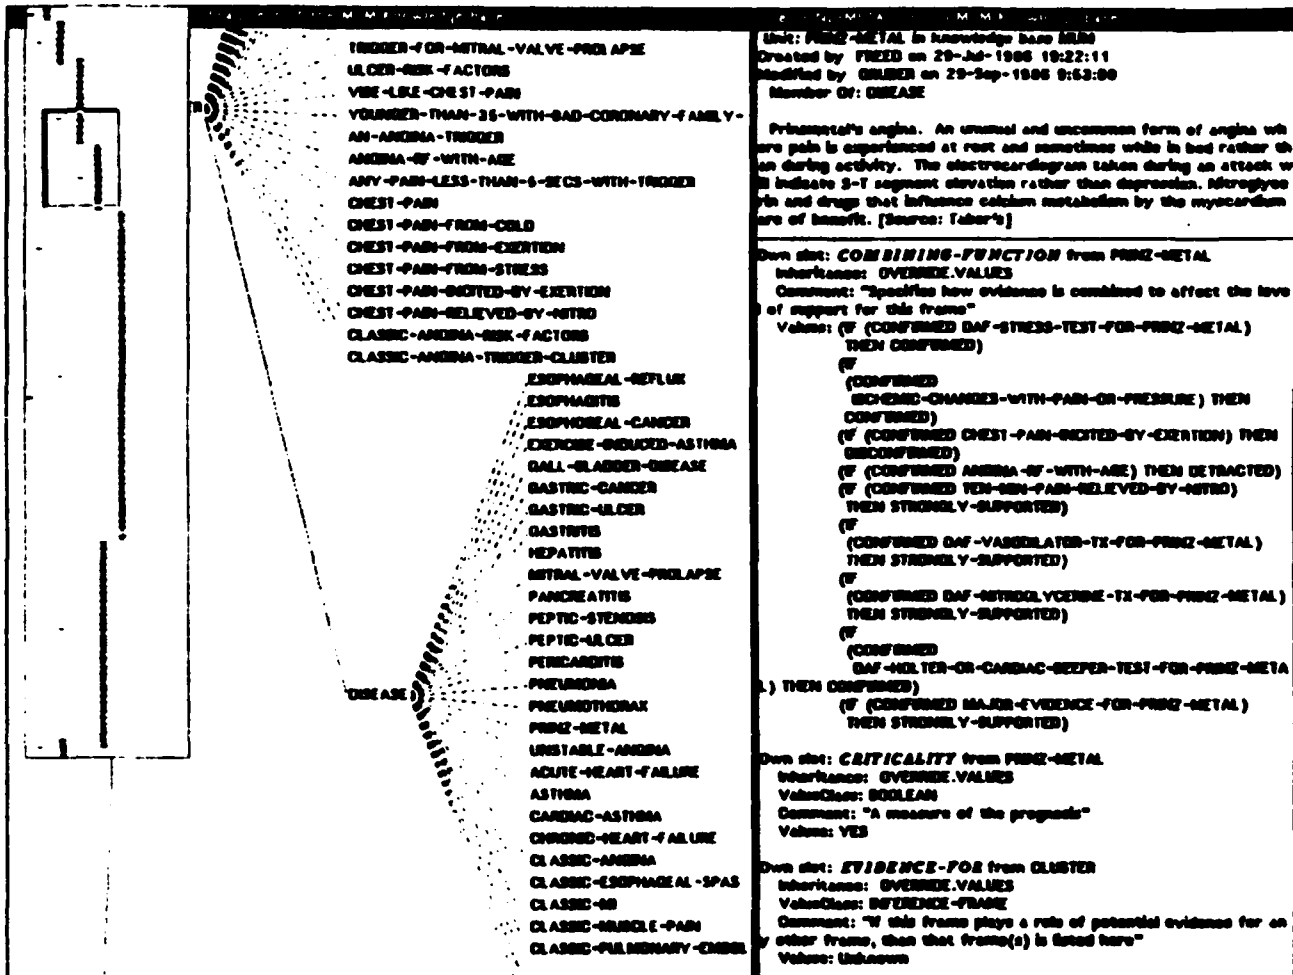 TRIGGER-FOR-MITRAL-VALVE-PROLAPSE
ULCER-RISK-FACTORS
VISE-LIKE-CHEST-PAIN
YOUNGER-THAN-35-WITH-BAD-CORONARY-FAMILY-
AN-ANGINA-TRIGGER
ANGINA-RF-WITH-AGE
ANY-PAIN-LESS-THAN-5-SECS-WITH-TRIGGER
CHEST-PAIN
CHEST-PAIN-FROM-COLD
CHEST-PAIN-FROM-EXERTION
CHEST-PAIN-FROM-STRESS
CHEST-PAIN-INCITED-BY-EXERTION
CHEST-PAIN-RELIEVED-BY-NITRO
CLASSIC-ANGINA-RISK-FACTORS
CLASSIC-ANGINA-TRIGGER-CLUSTER
ESOPHAGEAL-REFLUX
ESOPHAGITIS
ESOPHOGEAL-CANCER
EXERCISE-INDUCED-ASTHMA
GALL-BLADDER-DISEASE
GASTRIC-CANCER
GASTRIC-ULCER
GASTRITIS
HEPATITIS
MITRAL-VALVE-PROLAPSE
PANCREATITIS
PEPTIC-STENOSIS
PEPTIC-ULCER
PERICARDITIS
DISEASE
PNEUMONIA
PNEUMOTHORAX
PRINZ-METAL
UNSTABLE-ANGINA
ACUTE-HEART-FAILURE
ASTHMA
CARDIAC-ASTHMA
CHRONIC-HEART-FAILURE
CLASSIC-ANGINA
CLASSIC-ESOPHAGEAL-SPAS
CLASSIC-MI
CLASSIC-MUSCLE-PAIN
CLASSIC-PULMONARY-EMBOL
Unit: PRINZ-METAL in knowledge base MUM
Created by FREED on 29-Jul-1986 19:22:11
Modified by GRUBER on 29-Sep-1986 9:53:00
Member Of: DISEASE
Prinzmetal's angina. An unusual and uncommon form of angina wh
ere pain is experienced at rest and sometimes while in bed rather th
an during activity. The electrocardiogram taken during an attack w
ill indicate S-T segment elevation rather than depression. Nitroglyce
rin and drugs that influence calcium metabolism by the myocardium
are of benefit. [Source: Taber's]
Own slot: COMBINING-FUNCTION from PRINZ-METAL
Inheritance: OVERRIDE.VALUES
Comment: "Specifies how evidence is combined to affect the leve
l of support for this frame"
Values: (IF (CONFIRMED DAF-STRESS-TEST-FOR-PRINZ-METAL)
THEN CONFIRMED)
(IF
(CONFIRMED
ISCHEMIC-CHANGES-WITH-PAIN-OR-PRESSURE) THEN
CONFIRMED)
(IF (CONFIRMED CHEST-PAIN-INCITED-BY-EXERTION) THEN
DISCONFIRMED)
(IF (CONFIRMED ANGINA-RF-WITH-AGE) THEN DETRACTED)
(IF (CONFIRMED TEN-MIN-PAIN-RELIEVED-BY-NITRO)
THEN STRONGLY-SUPPORTED)
(IF
(CONFIRMED DAF-VASODILATOR-TX-FOR-PRINZ-METAL)
THEN STRONGLY-SUPPORTED)
(IF
(CONFIRMED DAF-NITROGLYCERINE-TX-FOR-PRINZ-METAL)
THEN STRONGLY-SUPPORTED)
(IF
(CONFIRMED
DAF-HOLTER-OR-CARDIAC-BEEPER-TEST-FOR-PRINZ-META
L) THEN CONFIRMED)
(IF (CONFIRMED MAJOR-EVIDENCE-FOR-PRINZ-METAL)
THEN STRONGLY-SUPPORTED)
Own slot: CRITICALITY from PRINZ-METAL
Inheritance: OVERRIDE.VALUES
ValueClass: BOOLEAN
Comment: "A measure of the prognosis"
Values: YES
Own slot: EVIDENCE-FOR from CLUSTER
Inheritance: OVERRIDE.VALUES
ValueClass: INFERENCE-FRAME
Comment: "If this frame plays a role of potential evidence for an
y other frame, then that frame(s) is listed here"
Values: Unknown